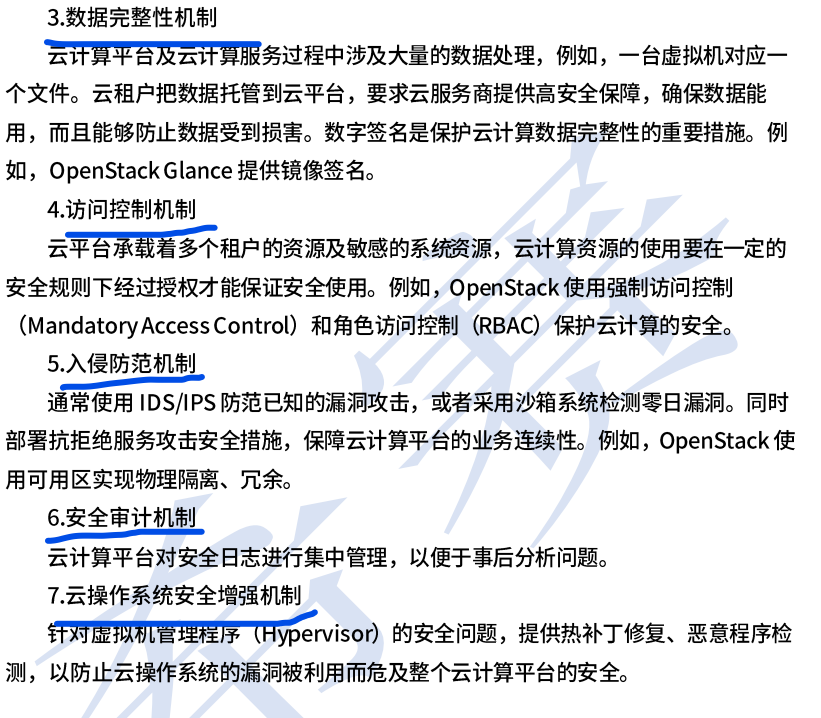 3.数据完整性机制
云计算平台及云计算服务过程中涉及大量的数据处理，例如，一台虚拟机对应一
个文件。云租户把数据托管到云平台，要求云服务商提供高安全保障，确保数据能
用，而且能够防止数据受到损害。数字签名是保护云计算数据完整性的重要措施。例
如，OpenStack Glance 提供镜像签名。
4.访问控制机制
云平台承载着多个租户的资源及敏感的系统资源，云计算资源的使用要在一定的
安全规则下经过授权才能保证安全使用。例如，OpenStack 使用强制访问控制
（Mandatory Access Control）和角色访问控制（RBAC）保护云计算的安全。
5.入侵防范机制
通常使用 IDS/IPS 防范已知的漏洞攻击，或者采用沙箱系统检测零日漏洞。同时
部署抗拒绝服务攻击安全措施，保障云计算平台的业务连续性。例如，OpenStack 使
用可用区实现物理隔离、冗余。
6.安全审计机制
云计算平台对安全日志进行集中管理，以便于事后分析问题。
7.云操作系统安全增强机制
针对虚拟机管理程序（Hypervisor）的安全问题，提供热补丁修复、恶意程序检
测，以防止云操作系统的漏洞被利用而危及整个云计算平台的安全。